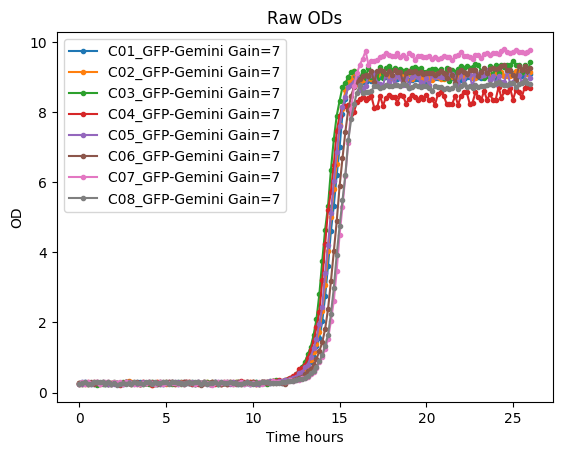 Raw ODs
10
8
6
4
2
0
OD
C01_GFP-Gemini Gain=7
C02_GFP-Gemini Gain=7
C03_GFP-Gemini Gain=7
C04_GFP-Gemini Gain=7
C05_GFP-Gemini Gain=7
C06_GFP-Gemini Gain=7
C07_GFP-Gemini Gain=7
C08_GFP-Gemini Gain=7
0 5 10 15 20 25
Time hours